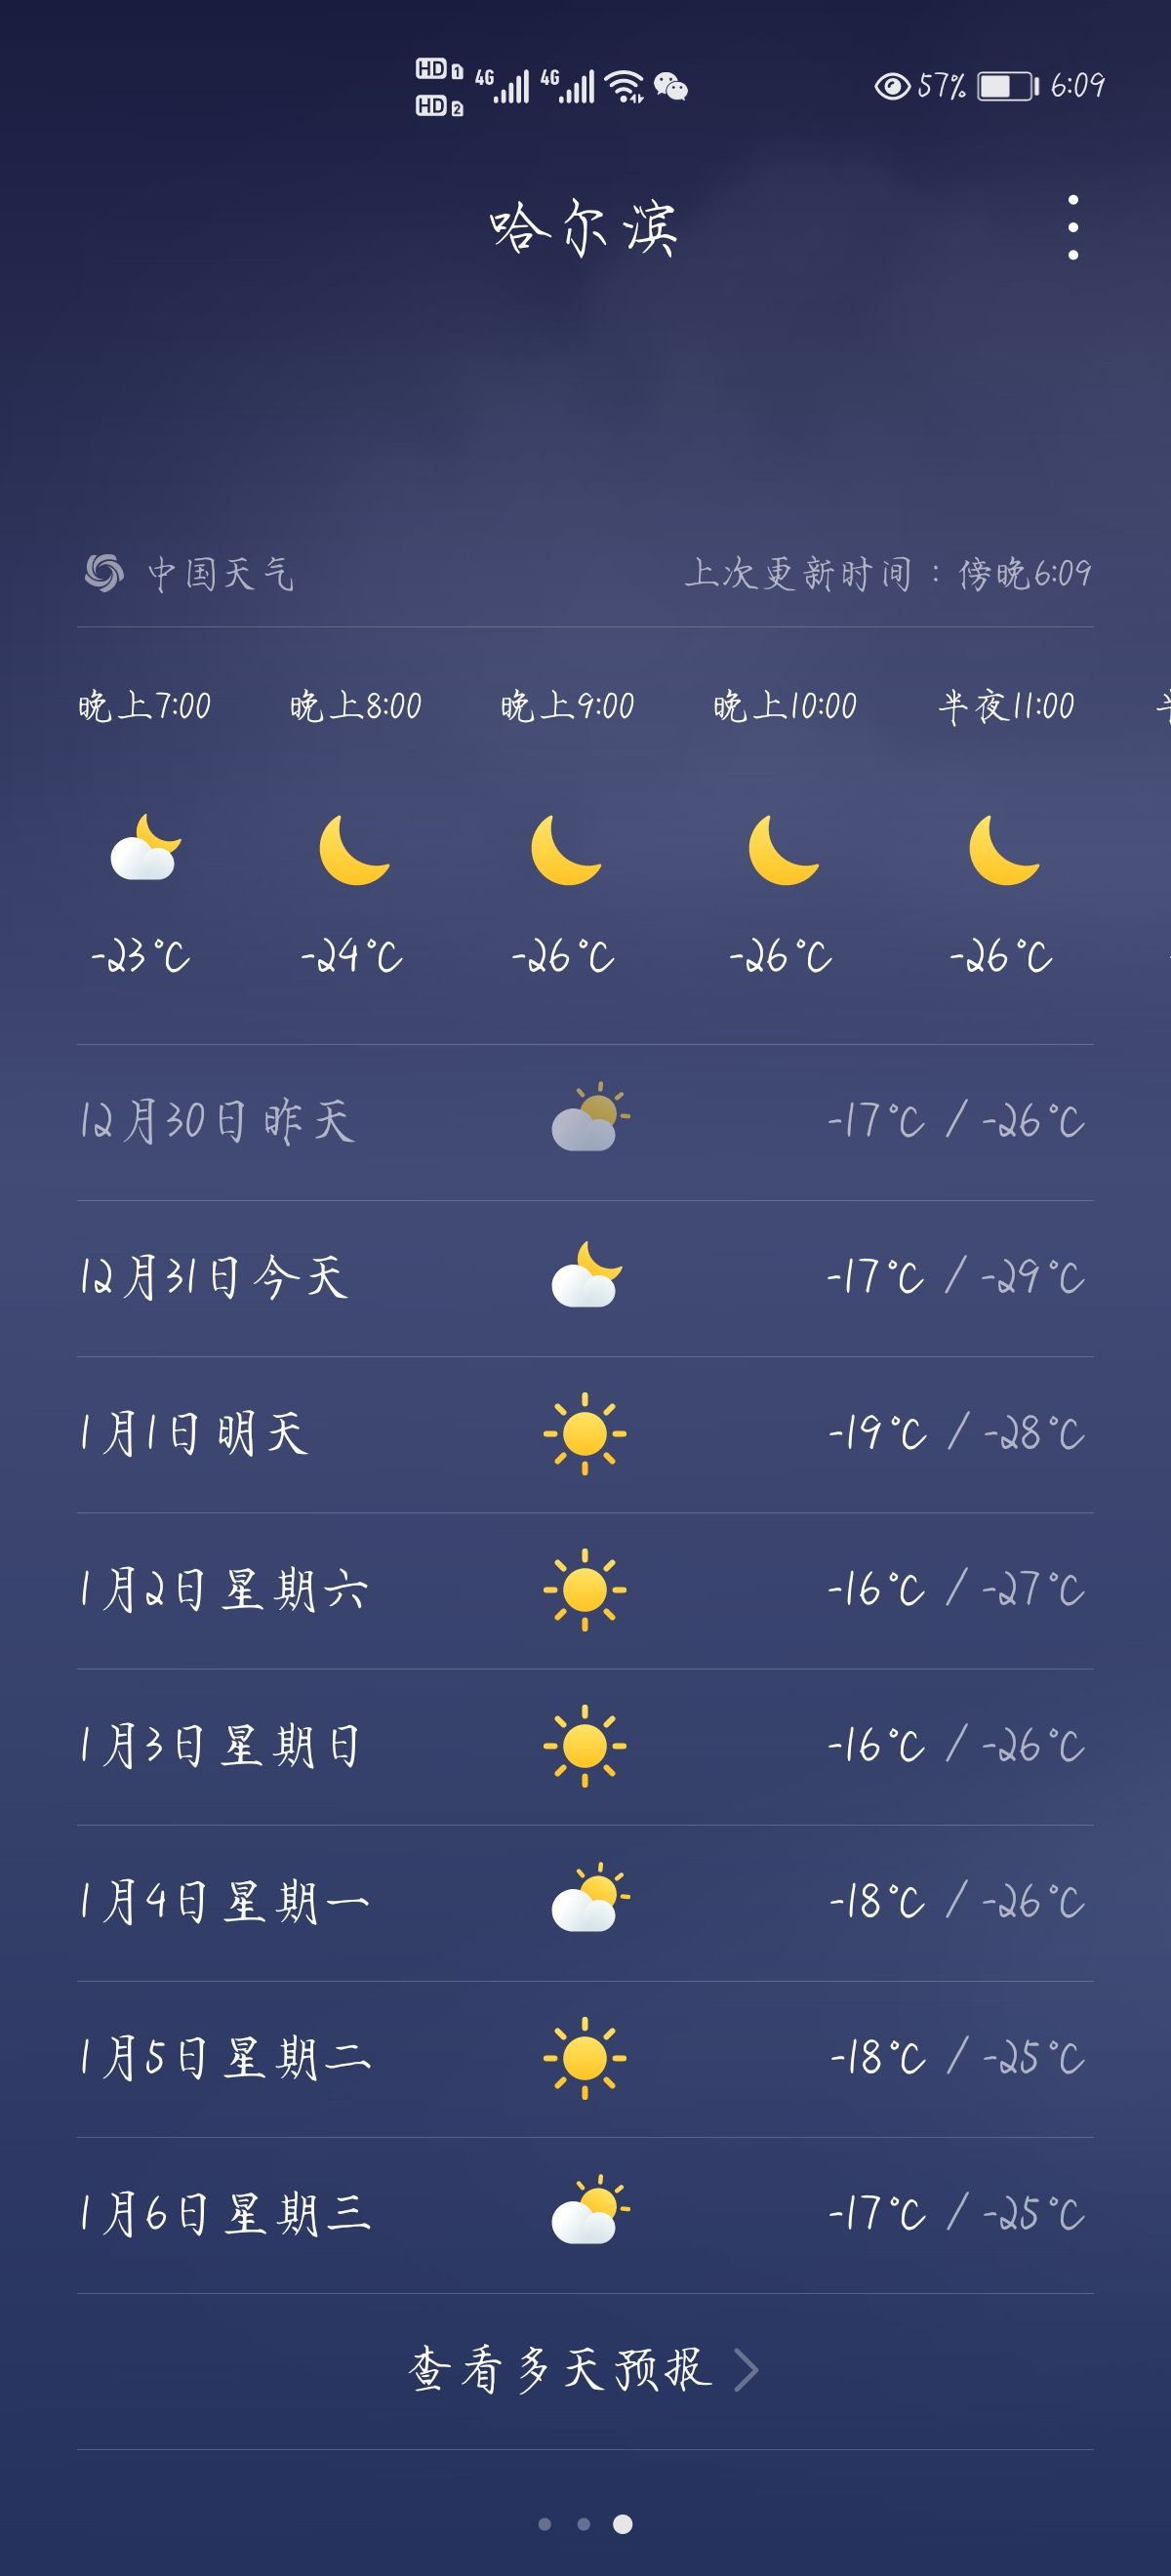 HD 1 4G 4G 57% 6:09
HD 2
哈尔滨
中国天气 上次更新时间：傍晚6:09
晚上7:00 晚上8:00 晚上9:00 晚上10:00 半夜11:00
-23°C -24°C -26°C -26°C -26°C
12月30日昨天 -17°C / -26°C
12月31日今天 -17°C / -29°C
1月1日明天 -19°C / -28°C
1月2日星期六 -16°C / -27°C
1月3日星期日 -16°C / -26°C
1月4日星期一 -18°C / -26°C
1月5日星期二 -18°C / -25°C
1月6日星期三 -17°C / -25°C
查看多天预报